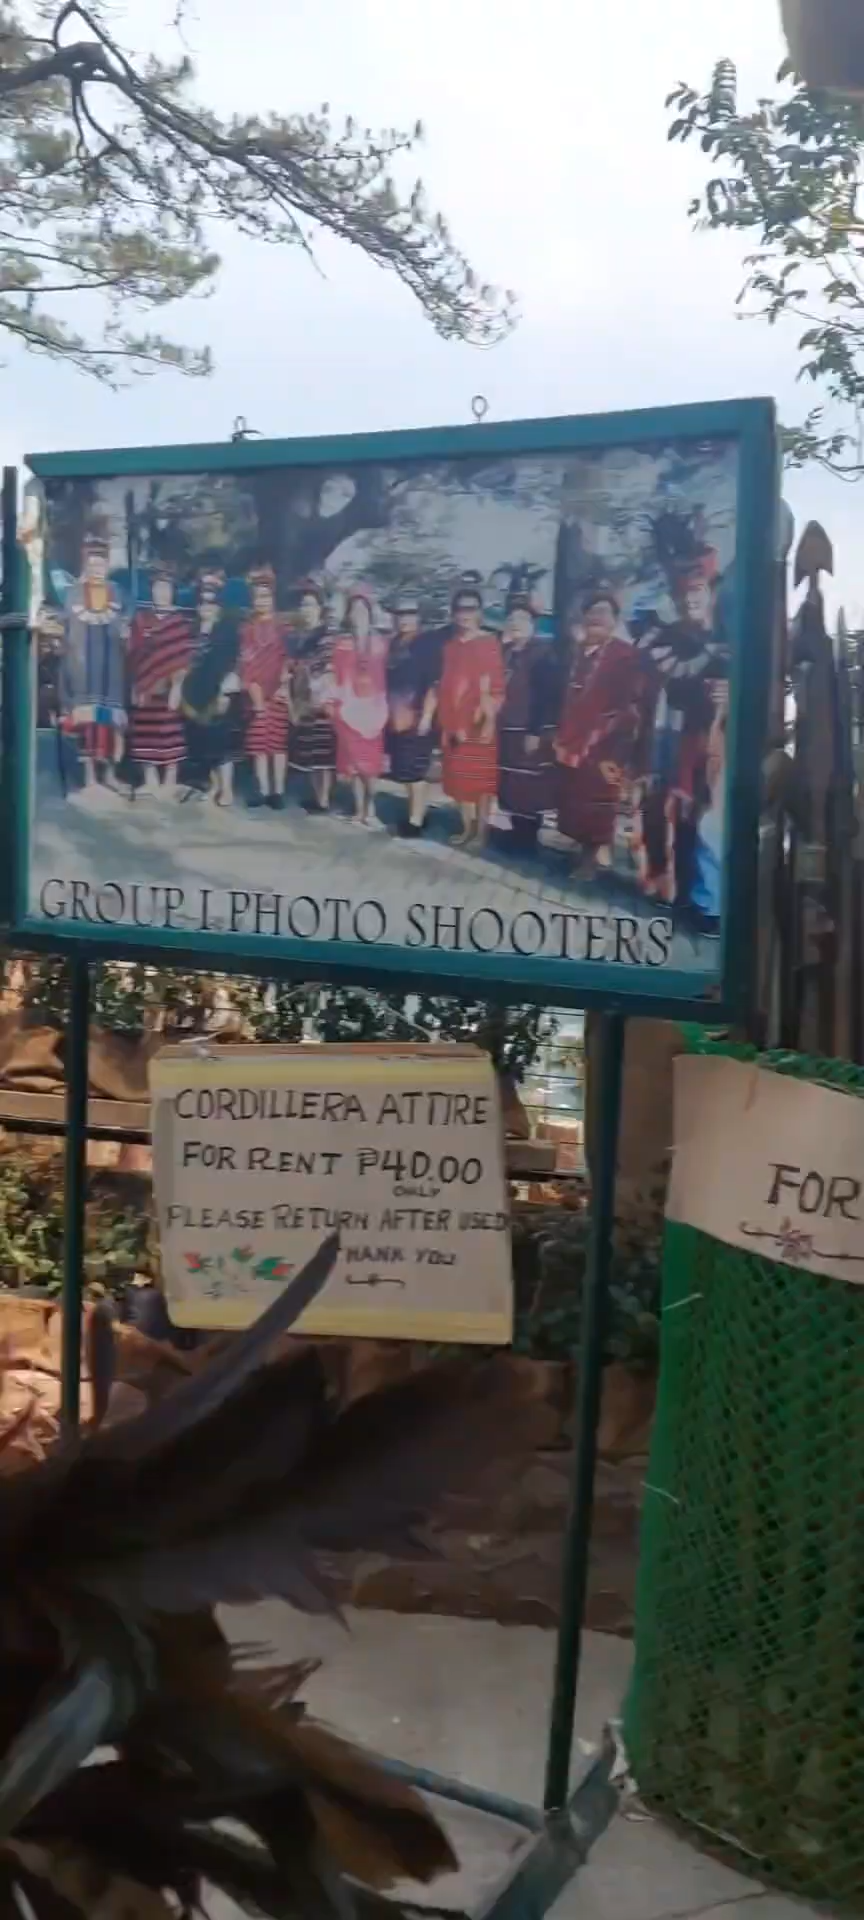 GROUP I PHOTO SHOOTERS
CORDILLERA ATTIRE
FOR RENT ₱40.00
ONLY
PLEASE RETURN AFTER USED
THANK YOU
FOR